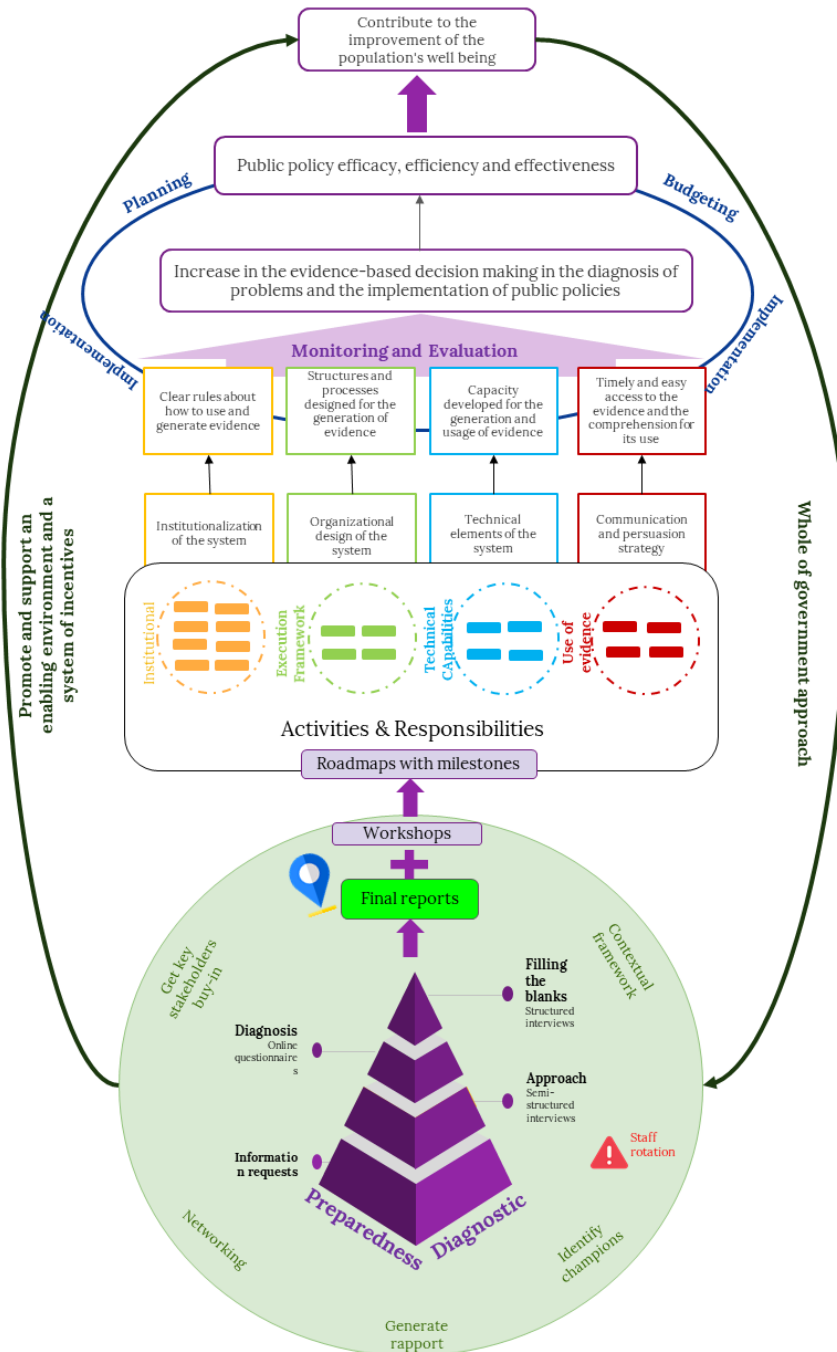 Contribute to the
improvement of the
population's well being
Public policy efficacy, efficiency and effectiveness
Planning
Budgeting
Increase in the evidence-based decision making in the diagnosis of
problems and the implementation of public policies
Implementation
Implementation
Monitoring and Evaluation
Clear rules about
how to use and
generate evidence
Structures and
processes
designed for the
generation of
evidence
Capacity
developed for the
generation and
usage of evidence
Timely and easy
access to the
evidence and the
comprehension for
its use
Institutionalization
of the system
Organizational
design of the
system
Technical
elements of the
system
Communication
and persuasion
strategy
Promote and support an
enabling environment and a
system of incentives
Whole of government approach
Institutional
Execution
Framework
Technical
CApabilities
Use of
evidence
Activities & Responsibilities
Roadmaps with milestones
Workshops
Final reports
Get key
stakeholders
buy-in
Contextual
framework
Filling
the
blanks
Structured
interviews
Diagnosis
Online
questionnaire
s
Approach
Semi-
structured
interviews
Staff
rotation
Informatio
n requests
Preparedness
Diagnostic
Networking
Identify
champions
Generate
rapport